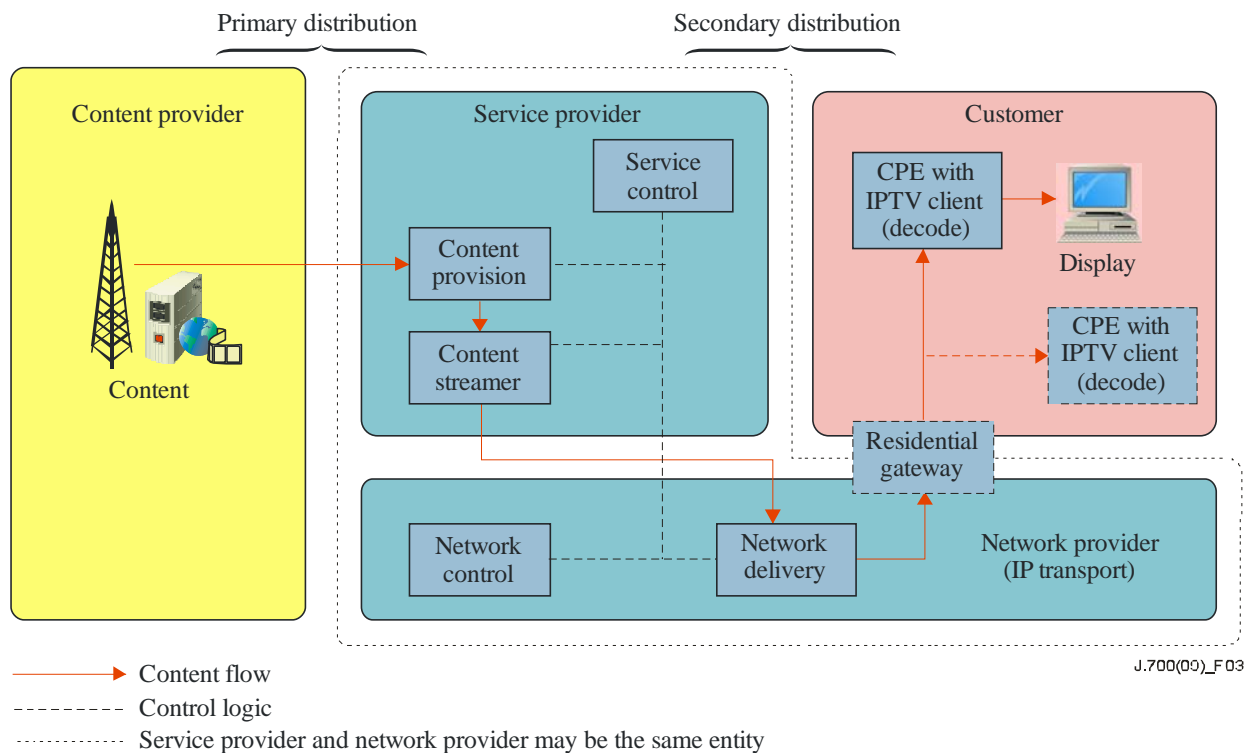 Primary distribution
Secondary distribution
Content provider
Content
Service provider
Service
control
Content
provision
Content
streamer
Customer
CPE with
IPTV client
(decode)
Display
CPE with
IPTV client
(decode)
Residential
gateway
Network
control
Network
delivery
Network provider
(IP transport)
J.700(09)_F03
Content flow
Control logic
Service provider and network provider may be the same entity